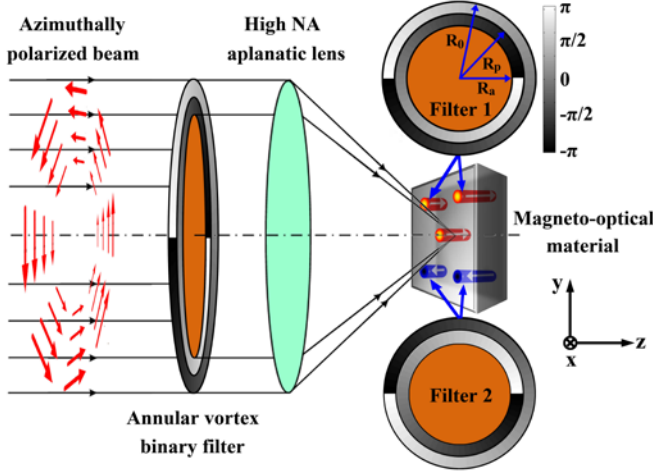 Azimuthally
polarized beam
High NA
aplanatic lens
R₀
Rₚ
Rₐ
Filter 1
π
π/2
0
-π/2
-π
Magneto-optical
material
y
z
x
Filter 2
Annular vortex
binary filter